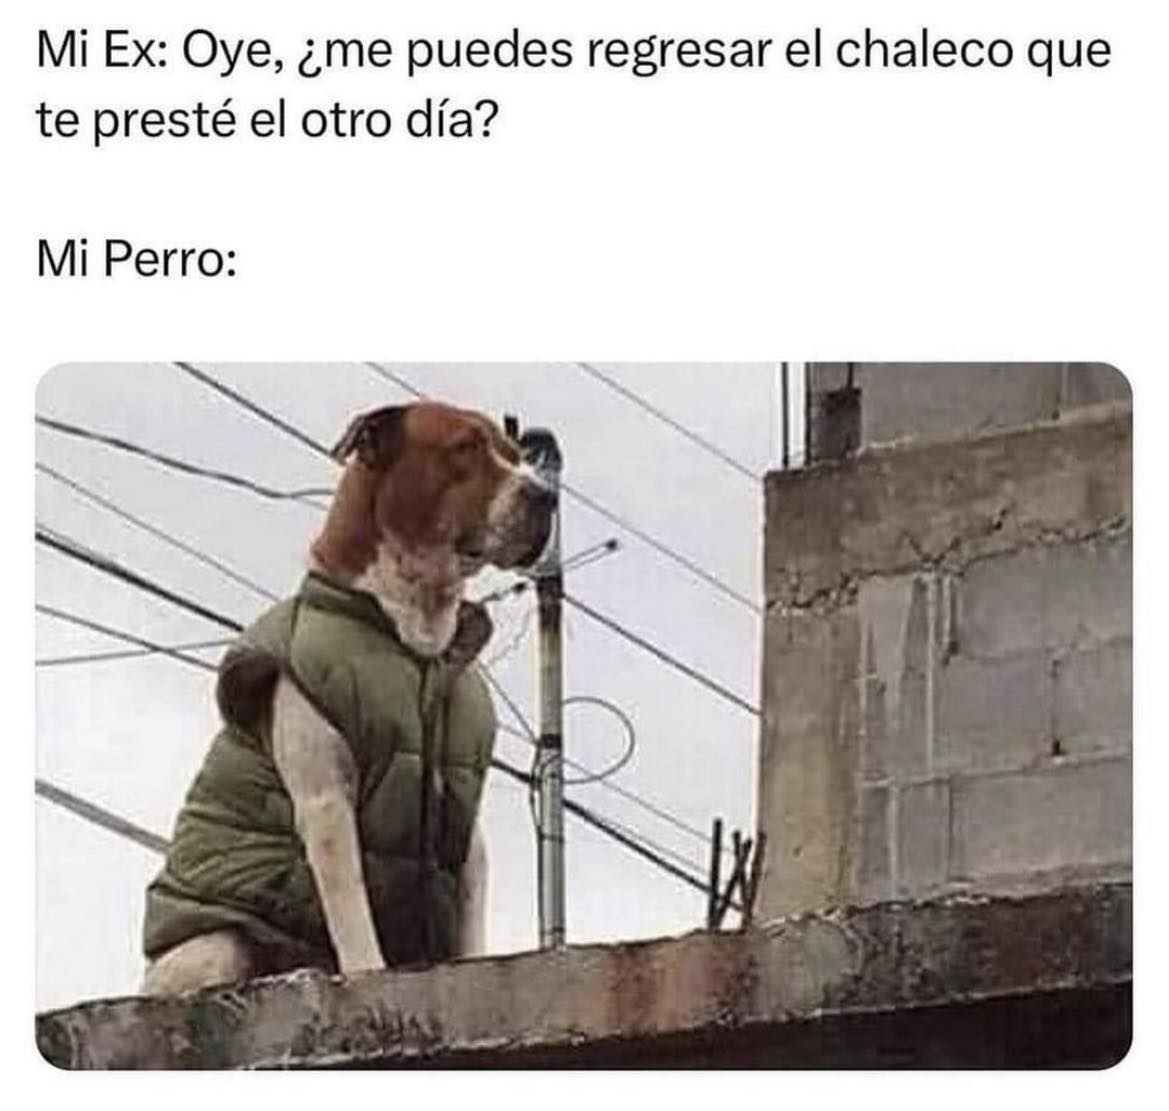 Mi Ex: Oye, ¿me puedes regresar el chaleco que
te presté el otro día?
Mi Perro: